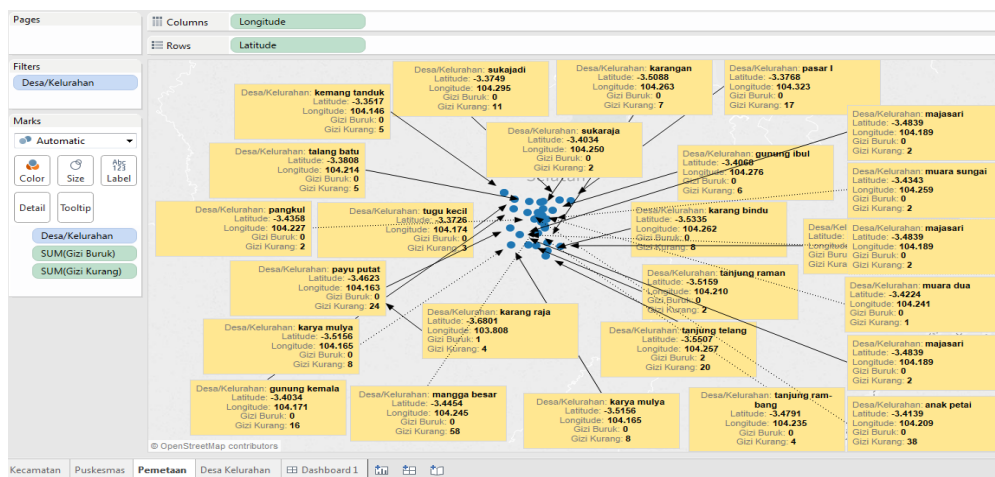 Pages
Columns
Longitude
Rows
Latitude
Filters
Desa/Kelurahan
Marks
Automatic
Color
Size
Abc
123
Label
Detail
Tooltip
Desa/Kelurahan
SUM(Gizi Buruk)
SUM(Gizi Kurang)
Desa/Kelurahan: kemang tanduk
Latitude: -3.3517
Longitude: 104.146
Gizi Buruk: 0
Gizi Kurang: 5
Desa/Kelurahan: sukajadi
Latitude: -3.3749
Longitude: 104.295
Gizi Buruk: 0
Gizi Kurang: 11
Desa/Kelurahan: karangan
Latitude: -3.5088
Longitude: 104.263
Gizi Buruk: 0
Gizi Kurang: 7
Desa/Kelurahan: pasar I
Latitude: -3.3768
Longitude: 104.323
Gizi Buruk: 0
Gizi Kurang: 17
Desa/Kelurahan: majasari
Latitude: -3.4839
Longitude: 104.189
Gizi Buruk: 0
Gizi Kurang: 2
Desa/Kelurahan: sukaraja
Latitude: -3.4034
Longitude: 104.250
Gizi Buruk: 0
Gizi Kurang: 2
Desa/Kelurahan: talang batu
Latitude: -3.3808
Longitude: 104.214
Gizi Buruk: 0
Gizi Kurang: 5
Desa/Kelurahan: gunung ibul
Latitude: -3.4068
Longitude: 104.276
Gizi Buruk: 0
Gizi Kurang: 6
Desa/Kelurahan: muara sungai
Latitude: -3.4343
Longitude: 104.259
Gizi Buruk: 0
Gizi Kurang: 2
Desa/Kelurahan: pangkul
Latitude: -3.4358
Longitude: 104.227
Gizi Buruk: 0
Gizi Kurang: 2
Desa/Kelurahan: tugu kecil
Latitude: -3.3726
Longitude: 104.174
Gizi Buruk: 0
Gizi Kurang: 3
Desa/Kelurahan: karang bindu
Latitude: -3.5335
Longitude: 104.262
Gizi Buruk: 0
Gizi Kurang: 8
Desa/Kelurahan: majasari
Latitude: -3.4839
Longitude: 104.189
Gizi Buruk: 0
Gizi Kurang: 2
Desa/Kelurahan: payu putat
Latitude: -3.4623
Longitude: 104.163
Gizi Buruk: 0
Gizi Kurang: 24
Desa/Kelurahan: tanjung raman
Latitude: -3.5159
Longitude: 104.210
Gizi Buruk: 0
Gizi Kurang: 2
Desa/Kelurahan: muara dua
Latitude: -3.4224
Longitude: 104.241
Gizi Buruk: 0
Gizi Kurang: 1
Desa/Kelurahan: karang raja
Latitude: -3.6801
Longitude: 103.808
Gizi Buruk: 1
Gizi Kurang: 4
Desa/Kelurahan: karya mulya
Latitude: -3.5156
Longitude: 104.165
Gizi Buruk: 0
Gizi Kurang: 8
Desa/Kelurahan: tanjung telang
Latitude: -3.5507
Longitude: 104.257
Gizi Buruk: 2
Gizi Kurang: 20
Desa/Kelurahan: majasari
Latitude: -3.4839
Longitude: 104.189
Gizi Buruk: 0
Gizi Kurang: 2
Desa/Kelurahan: gunung kemala
Latitude: -3.4034
Longitude: 104.171
Gizi Buruk: 0
Gizi Kurang: 16
Desa/Kelurahan: mangga besar
Latitude: -3.4454
Longitude: 104.245
Gizi Buruk: 0
Gizi Kurang: 58
Desa/Kelurahan: karya mulya
Latitude: -3.5156
Longitude: 104.165
Gizi Buruk: 0
Gizi Kurang: 8
Desa/Kelurahan: tanjung ram-
bang
Latitude: -3.4791
Longitude: 104.235
Gizi Buruk: 0
Gizi Kurang: 4
Desa/Kelurahan: anak petai
Latitude: -3.4139
Longitude: 104.209
Gizi Buruk: 0
Gizi Kurang: 38
© OpenStreetMap contributors
Kecamatan
Puskesmas
Pemetaan
Desa Kelurahan
Dashboard 1